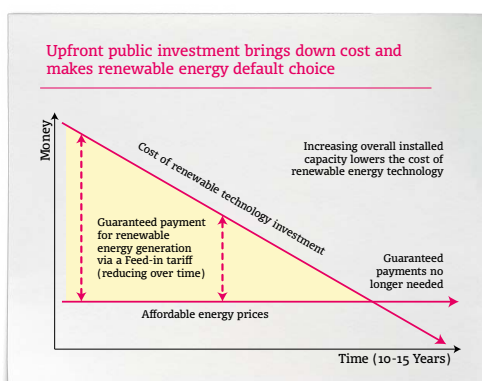 Upfront public investment brings down cost and
makes renewable energy default choice
Money
Cost of renewable technology investment
Increasing overall installed
capacity lowers the cost of
renewable energy technology
Guaranteed payment
for renewable
energy generation
via a Feed-in tariff
(reducing over time)
Guaranteed
payments no
longer needed
Affordable energy prices
Time (10-15 Years)